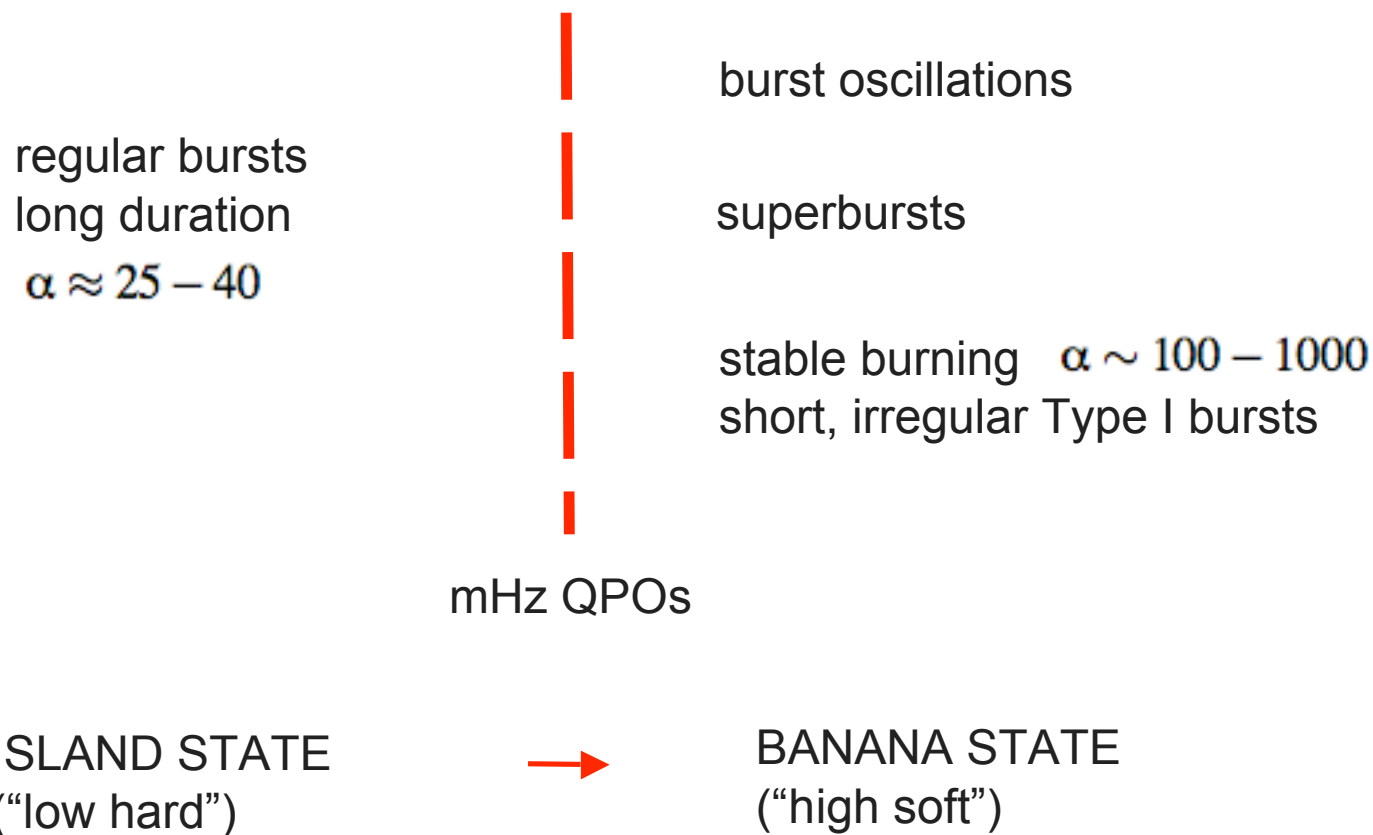 burst oscillations
regular bursts
long duration
α ≈ 25 – 40
superbursts
stable burning α ∼ 100 – 1000
short, irregular Type I bursts
mHz QPOs
SLAND STATE
(“low hard”)
BANANA STATE
(“high soft”)